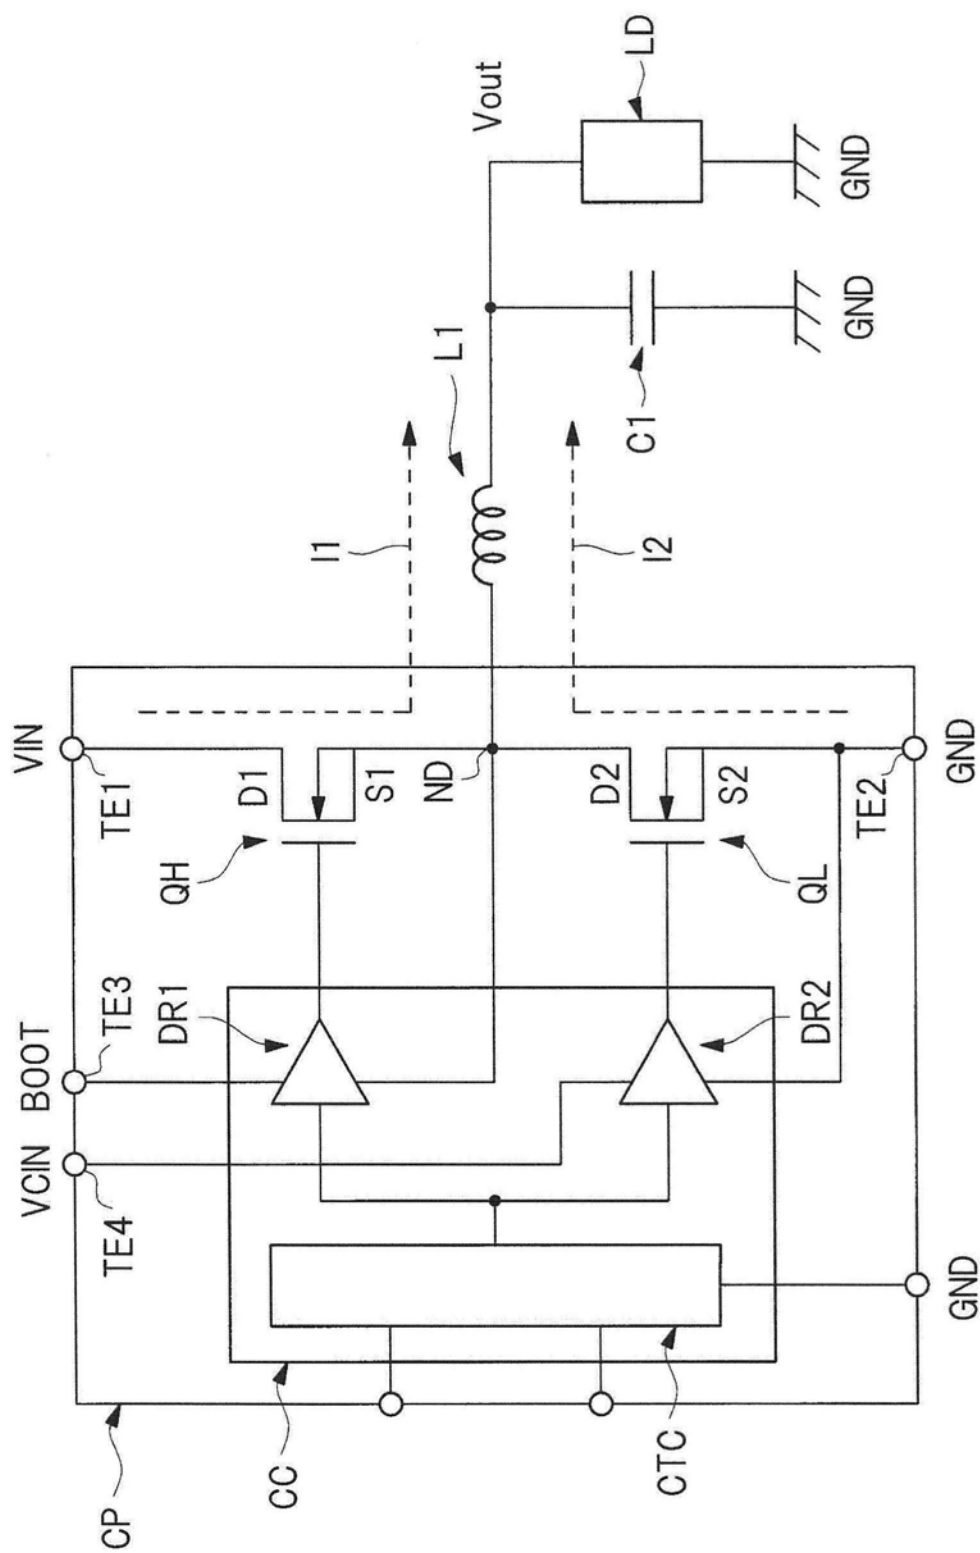 VCIN
BOOT
VIN
CP
TE4
TE3
TE1
DR1
QH
D1
CC
I1
S1
ND
L1
Vout
D2
C1
LD
I2
CTC
S2
DR2
QL
TE2
GND
GND
GND
GND